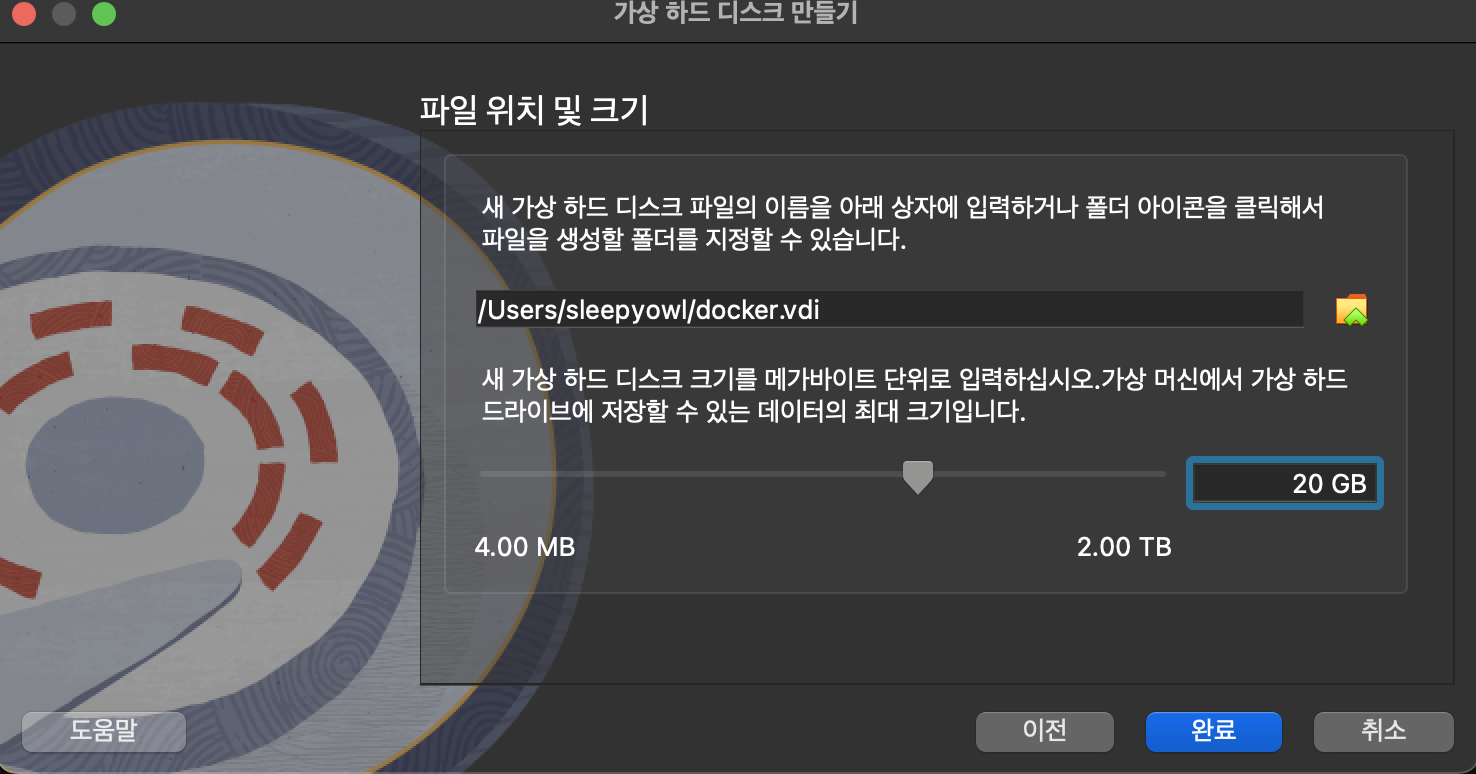 가상 하드 디스크 만들기
파일 위치 및 크기
새 가상 하드 디스크 파일의 이름을 아래 상자에 입력하거나 폴더 아이콘을 클릭해서
파일을 생성할 폴더를 지정할 수 있습니다.
/Users/sleepyowl/docker.vdi
새 가상 하드 디스크 크기를 메가바이트 단위로 입력하십시오.가상 머신에서 가상 하드
드라이브에 저장할 수 있는 데이터의 최대 크기입니다.
20 GB
4.00 MB 2.00 TB
도움말 이전 완료 취소